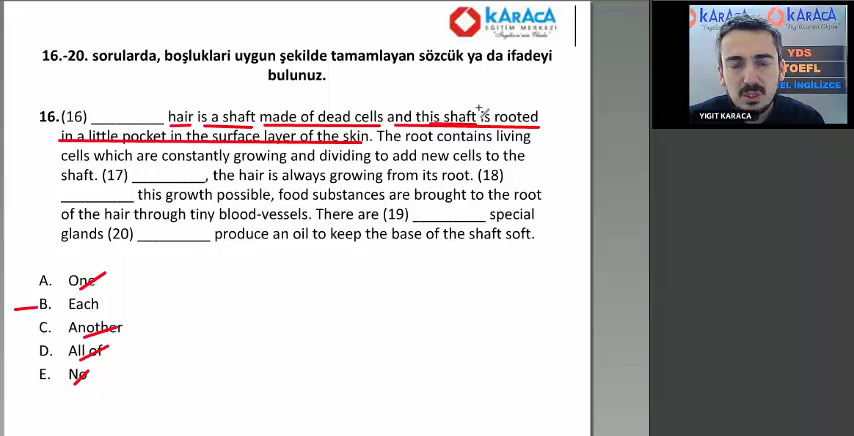 KARACA
EĞİTİM MERKEZİ
"İngilizce'nin Okulu"
16.-20. sorularda, boşluklari uygun şekilde tamamlayan sözcük ya da ifadeyi
bulunuz.
16.(16) _________ hair is a shaft made of dead cells and this shaft is rooted
in a little pocket in the surface layer of the skin. The root contains living
cells which are constantly growing and dividing to add new cells to the
shaft. (17) _________, the hair is always growing from its root. (18)
_________ this growth possible, food substances are brought to the root
of the hair through tiny blood-vessels. There are (19) _________ special
glands (20) _________ produce an oil to keep the base of the shaft soft.
A. One
B. Each
C. Another
D. All of
E. No
KARACA
YDS
TOEFL
EL İNGİLİZCE
YIGIT KARACA